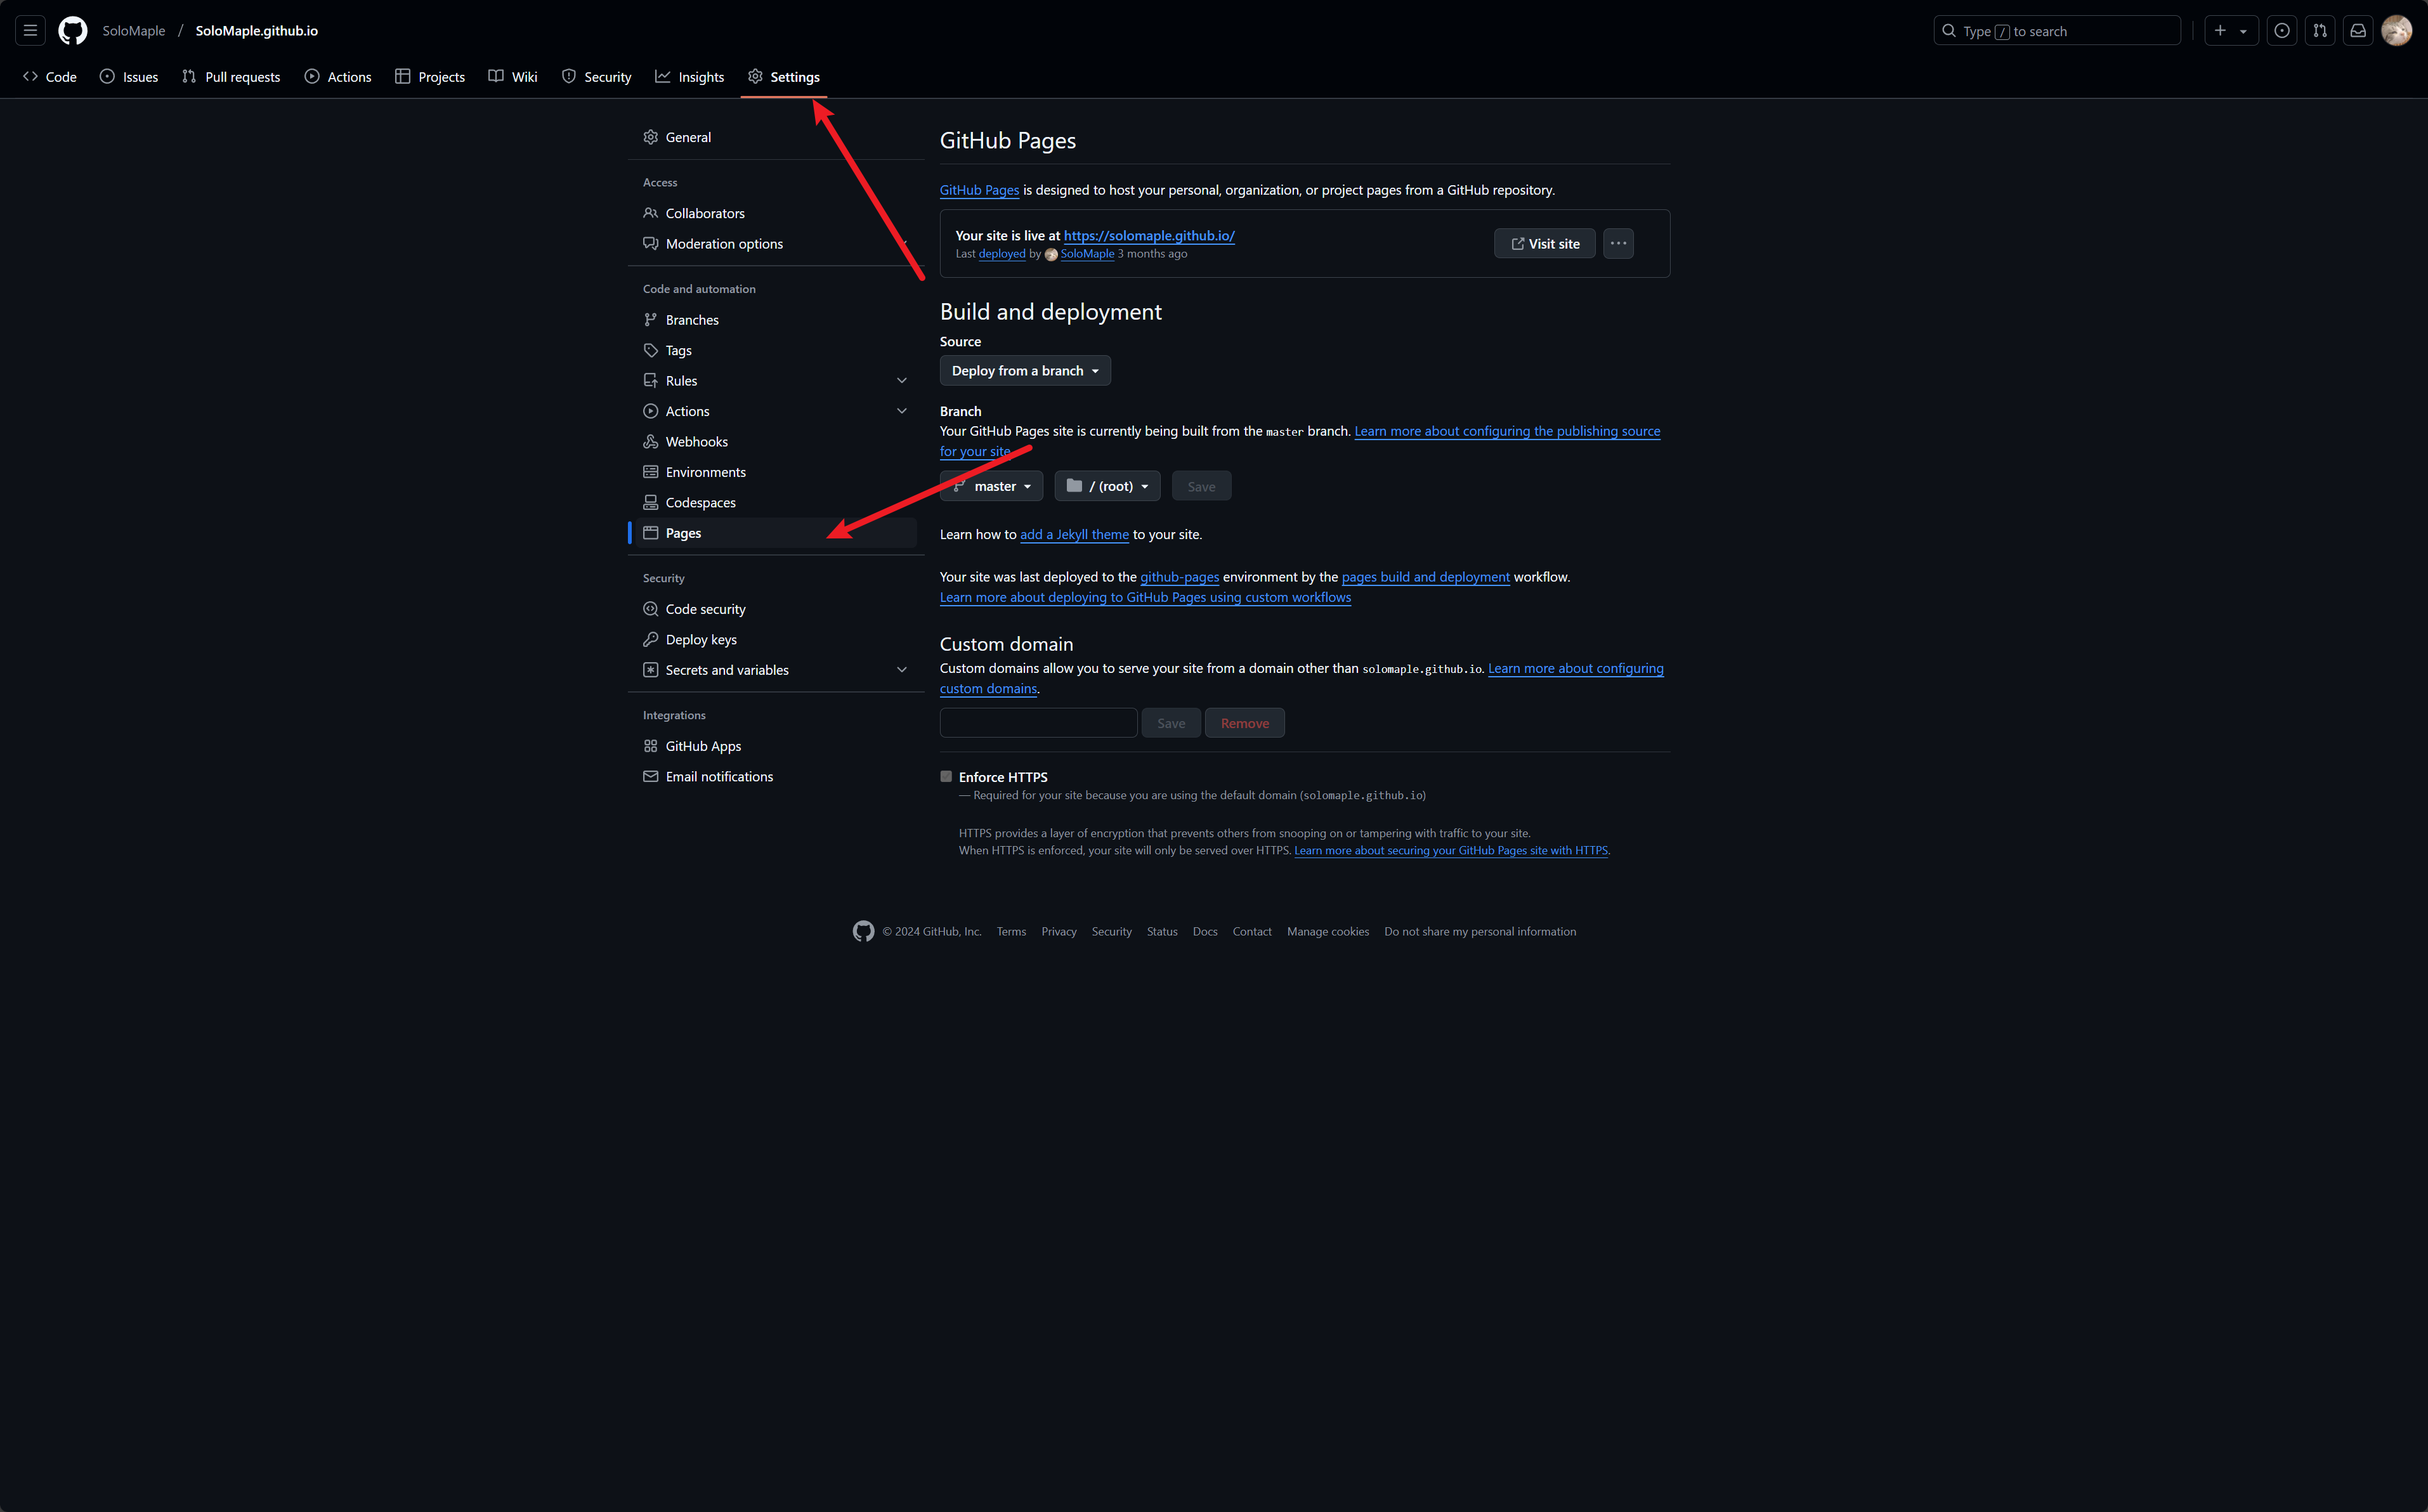 SoloMaple / SoloMaple.github.io
Type / to search
Code Issues Pull requests Actions Projects Wiki Security Insights Settings
General
Access
Collaborators
Moderation options
Code and automation
Branches
Tags
Rules
Actions
Webhooks
Environments
Codespaces
Pages
Security
Code security
Deploy keys
Secrets and variables
Integrations
GitHub Apps
Email notifications
GitHub Pages
GitHub Pages is designed to host your personal, organization, or project pages from a GitHub repository.
Your site is live at https://solomaple.github.io/
Last deployed by SoloMaple 3 months ago
Visit site
Build and deployment
Source
Deploy from a branch
Branch
Your GitHub Pages site is currently being built from the master branch. Learn more about configuring the publishing source
for your site.
master / (root) Save
Learn how to add a Jekyll theme to your site.
Your site was last deployed to the github-pages environment by the pages build and deployment workflow.
Learn more about deploying to GitHub Pages using custom workflows
Custom domain
Custom domains allow you to serve your site from a domain other than solomaple.github.io. Learn more about configuring
custom domains.
Save Remove
Enforce HTTPS
— Required for your site because you are using the default domain (solomaple.github.io)
HTTPS provides a layer of encryption that prevents others from snooping on or tampering with traffic to your site.
When HTTPS is enforced, your site will only be served over HTTPS. Learn more about securing your GitHub Pages site with HTTPS.
© 2024 GitHub, Inc. Terms Privacy Security Status Docs Contact Manage cookies Do not share my personal information